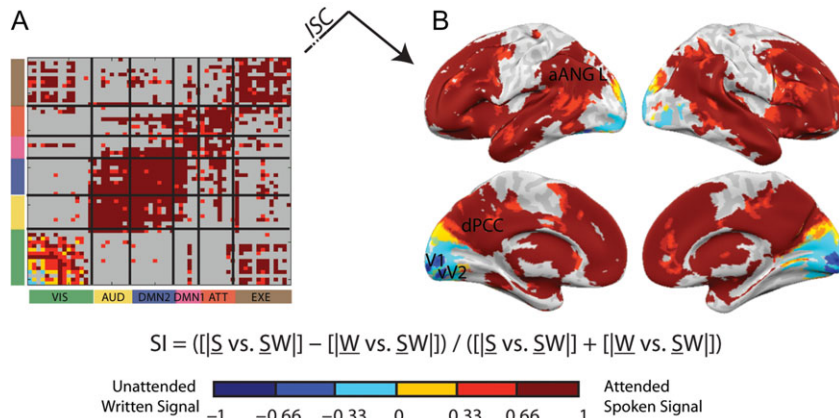 A
B
ISC
aANG L
dPCC
V1
vV2
VIS AUD DMN2 DMN1 ATT EXE
SI = ([|S vs. SW|] − [|W vs. SW|]) / ([|S vs. SW|] + [|W vs. SW|])
Unattended Attended
Written Signal Spoken Signal
−1 −0.66 −0.33 0 0.33 0.66 1